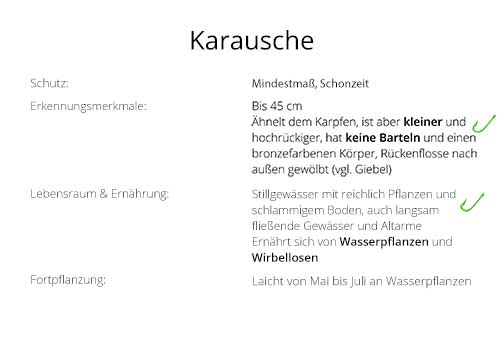 Karausche
Schutz: Mindestmaß, Schonzeit
Erkennungsmerkmale: Bis 45 cm
Ähnelt dem Karpfen, ist aber kleiner und
hochrückiger, hat keine Barteln und einen
bronzefarbenen Körper, Rückenflosse nach
außen gewölbt (vgl. Giebel)
Lebensraum & Ernährung: Stillgewässer mit reichlich Pflanzen und
schlammigem Boden, auch langsam
fließende Gewässer und Altarme
Ernährt sich von Wasserpflanzen und
Wirbellosen
Fortpflanzung: Laicht von Mai bis Juli an Wasserpflanzen